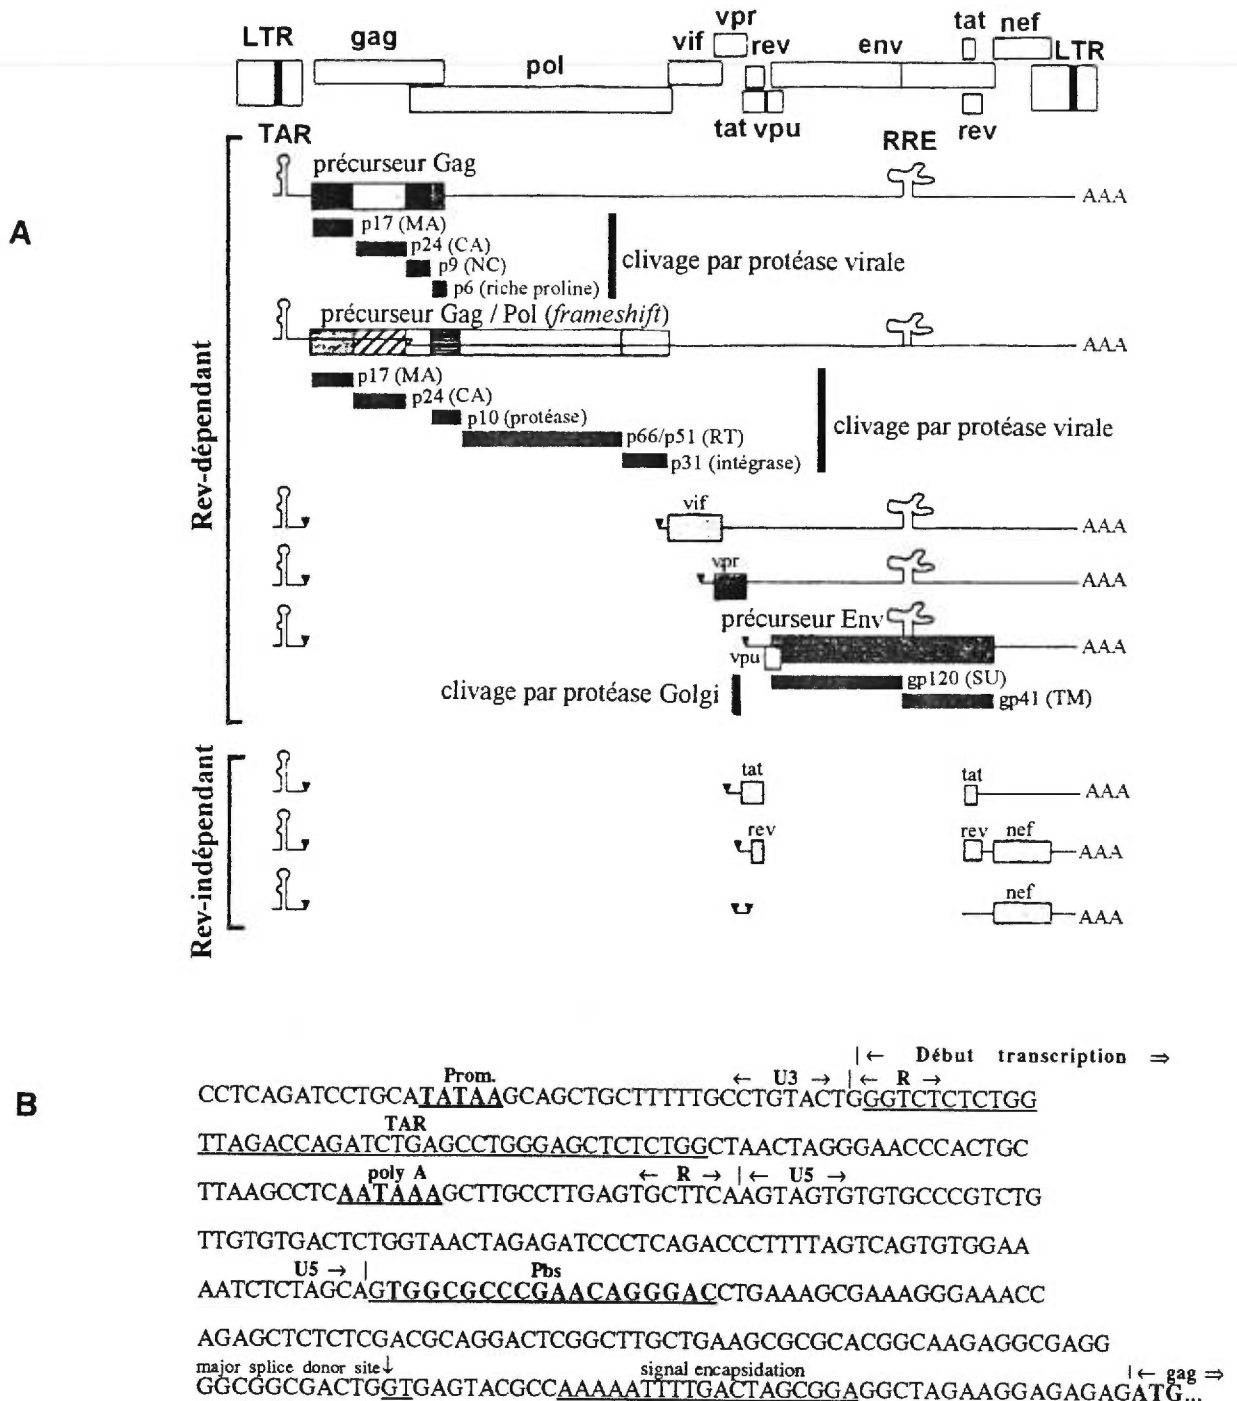 LTR gag pol vif vpr rev env tat nef LTR
tat vpu rev
A
Rev-dépendant
TAR
RRE
précurseur Gag
AAA
p17 (MA)
p24 (CA)
p9 (NC)
p6 (riche proline)
clivage par protéase virale
précurseur Gag / Pol (frameshift)
AAA
p17 (MA)
p24 (CA)
p10 (protéase)
p66/p51 (RT)
p31 (intégrase)
clivage par protéase virale
vif
AAA
vpr
AAA
précurseur Env
vpu
AAA
clivage par protéase Golgi
gp120 (SU)
gp41 (TM)
Rev-indépendant
tat tat
AAA
rev rev nef
AAA
nef
AAA
B
|← Début transcription ⇒
Prom. ← U3 → |← R →
CCTCAGATCCTGCATATAAGCAGCTGCTTTTTGCCTGTACTGGGTCTCTCTGG
TAR
TTAGACCAGATCTGAGCCTGGGAGCTCTCTGGCTAACTAGGGAACCCACTGC
poly A ← R → |← U5 →
TTAAGCCTCAATAAAGCTTGCCTTGAGTGCTTCAAGTAGTGTGTGCCCGTCTG
TTGTGTGACTCTGGTAACTAGAGATCCCTCAGACCCTTTTAGTCAGTGTGGAA
U5 → | Pbs
AATCTCTAGCAGTGGCGCCCGAACAGGGACCTGAAAGCGAAAGGGAAACC
AGAGCTCTCTCGACGCAGGACTCGGCTTGCTGAAGCGCGCACGGCAAGAGGCGAGG
major splice donor site↓ signal encapsidation |← gag ⇒
GGCGGCGACTGGTGAGTACGCCAAAAATTTTGACTAGCGGAGGCTAGAAGGAGAGAGATG...